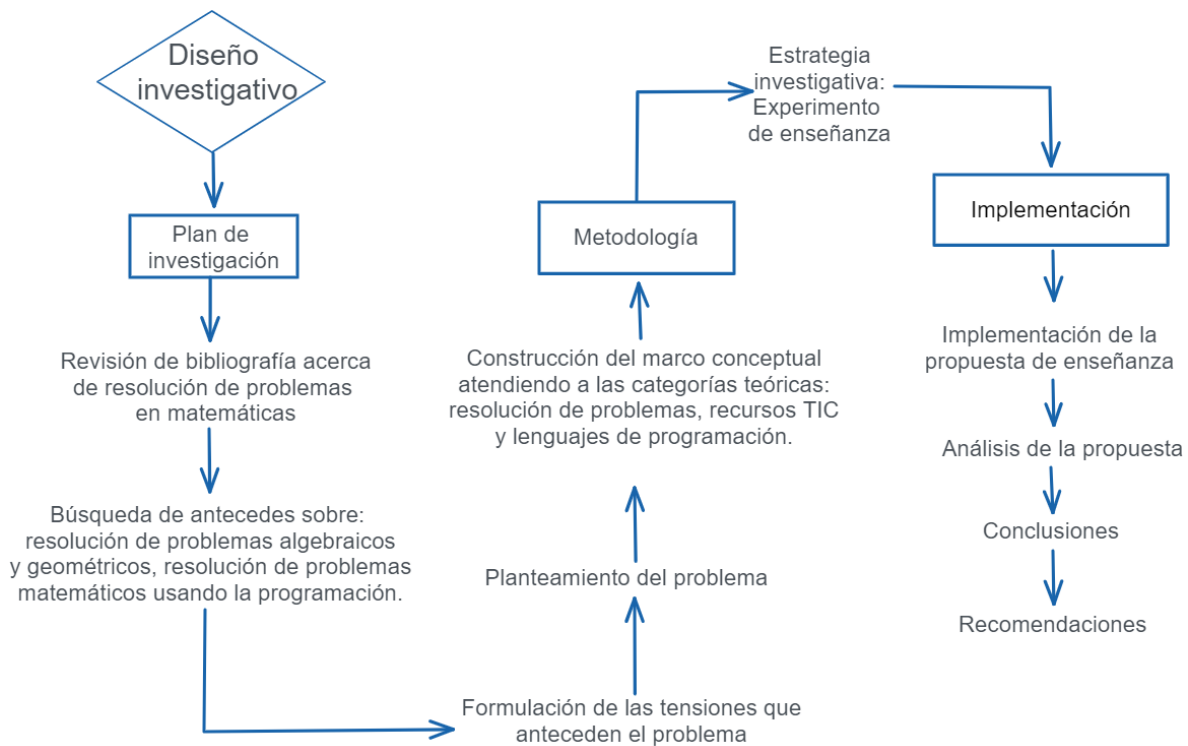 Diseño
investigativo
Plan de
investigación
Revisión de bibliografía acerca
de resolución de problemas
en matemáticas
Búsqueda de antecedes sobre:
resolución de problemas algebraicos
y geométricos, resolución de problemas
matemáticos usando la programación.
Formulación de las tensiones que
anteceden el problema
Planteamiento del problema
Construcción del marco conceptual
atendiendo a las categorías teóricas:
resolución de problemas, recursos TIC
y lenguajes de programación.
Metodología
Estrategia
investigativa:
Experimento
de enseñanza
Implementación
Implementación de la
propuesta de enseñanza
Análisis de la propuesta
Conclusiones
Recomendaciones